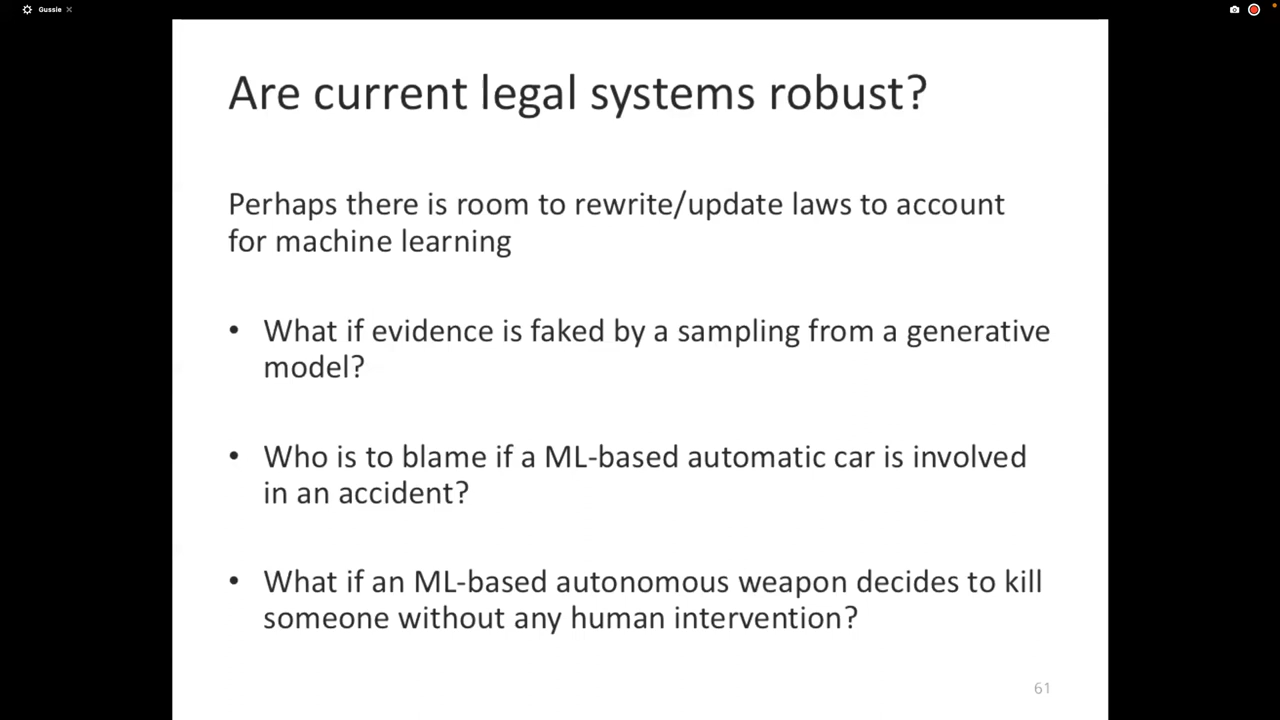 Gussie
Are current legal systems robust?
Perhaps there is room to rewrite/update laws to account
for machine learning
• What if evidence is faked by a sampling from a generative
model?
• Who is to blame if a ML-based automatic car is involved
in an accident?
• What if an ML-based autonomous weapon decides to kill
someone without any human intervention?
61